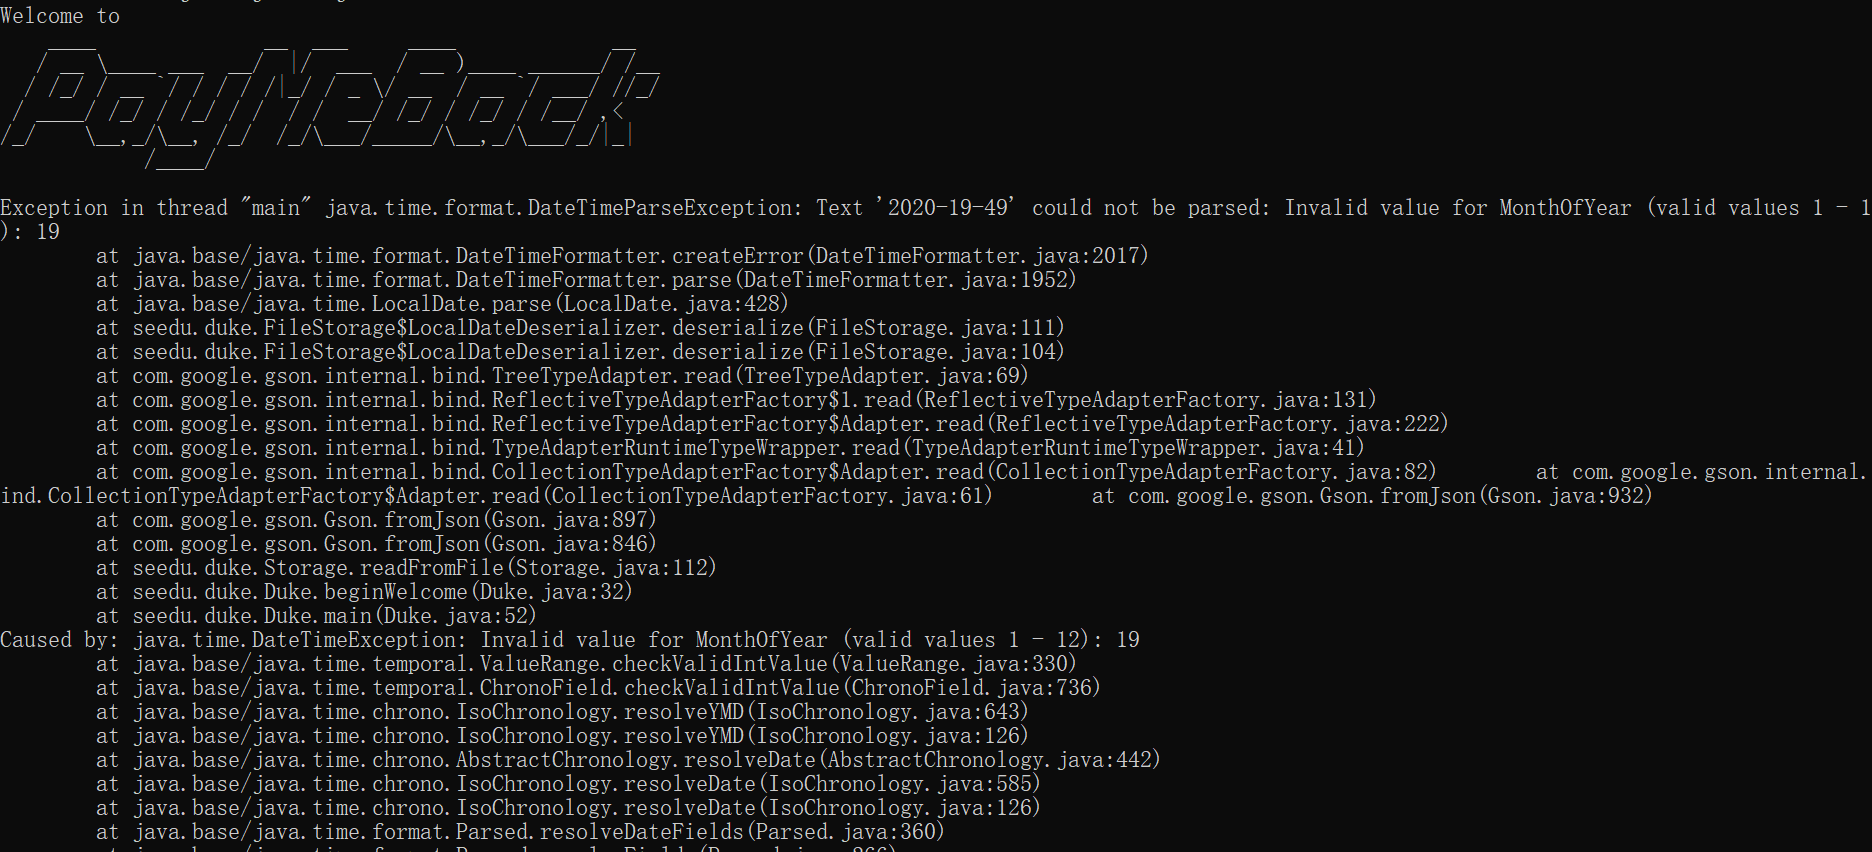 Welcome to
PayMeBack
Exception in thread "main" java.time.format.DateTimeParseException: Text '2020-19-49' could not be parsed: Invalid value for MonthOfYear (valid values 1 - 1
): 19
at java.base/java.time.format.DateTimeFormatter.createError(DateTimeFormatter.java:2017)
at java.base/java.time.format.DateTimeFormatter.parse(DateTimeFormatter.java:1952)
at java.base/java.time.LocalDate.parse(LocalDate.java:428)
at seedu.duke.FileStorage$LocalDateDeserializer.deserialize(FileStorage.java:111)
at seedu.duke.FileStorage$LocalDateDeserializer.deserialize(FileStorage.java:104)
at com.google.gson.internal.bind.TreeTypeAdapter.read(TreeTypeAdapter.java:69)
at com.google.gson.internal.bind.ReflectiveTypeAdapterFactory$1.read(ReflectiveTypeAdapterFactory.java:131)
at com.google.gson.internal.bind.ReflectiveTypeAdapterFactory$Adapter.read(ReflectiveTypeAdapterFactory.java:222)
at com.google.gson.internal.bind.TypeAdapterRuntimeTypeWrapper.read(TypeAdapterRuntimeTypeWrapper.java:41)
at com.google.gson.internal.bind.CollectionTypeAdapterFactory$Adapter.read(CollectionTypeAdapterFactory.java:82) at com.google.gson.internal.
ind.CollectionTypeAdapterFactory$Adapter.read(CollectionTypeAdapterFactory.java:61) at com.google.gson.Gson.fromJson(Gson.java:932)
at com.google.gson.Gson.fromJson(Gson.java:897)
at com.google.gson.Gson.fromJson(Gson.java:846)
at seedu.duke.Storage.readFromFile(Storage.java:112)
at seedu.duke.Duke.beginWelcome(Duke.java:32)
at seedu.duke.Duke.main(Duke.java:52)
Caused by: java.time.DateTimeException: Invalid value for MonthOfYear (valid values 1 - 12): 19
at java.base/java.time.temporal.ValueRange.checkValidIntValue(ValueRange.java:330)
at java.base/java.time.temporal.ChronoField.checkValidIntValue(ChronoField.java:736)
at java.base/java.time.chrono.IsoChronology.resolveYMD(IsoChronology.java:643)
at java.base/java.time.chrono.IsoChronology.resolveYMD(IsoChronology.java:126)
at java.base/java.time.chrono.AbstractChronology.resolveDate(AbstractChronology.java:442)
at java.base/java.time.chrono.IsoChronology.resolveDate(IsoChronology.java:585)
at java.base/java.time.chrono.IsoChronology.resolveDate(IsoChronology.java:126)
at java.base/java.time.format.Parsed.resolveDateFields(Parsed.java:360)